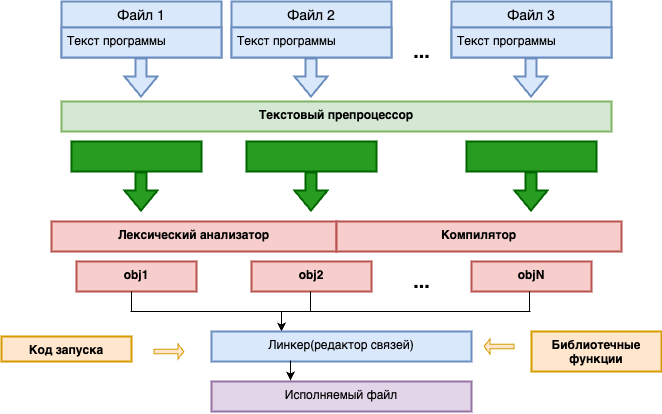 Файл 1
Файл 2
Файл 3
Текст программы
Текст программы
...
Текст программы
Текстовый препроцессор
Лексический анализатор
Компилятор
obj1
obj2
...
objN
Код запуска
Линкер(редактор связей)
Библиотечные
функции
Исполняемый файл